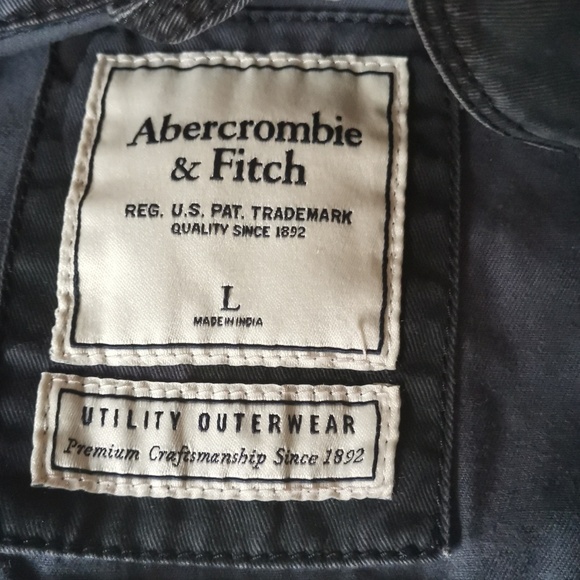 Abercrombie
& Fitch
REG. U.S. PAT. TRADEMARK
QUALITY SINCE 1892
L
MADE IN INDIA
UTILITY OUTERWEAR
Premium Craftsmanship Since 1892